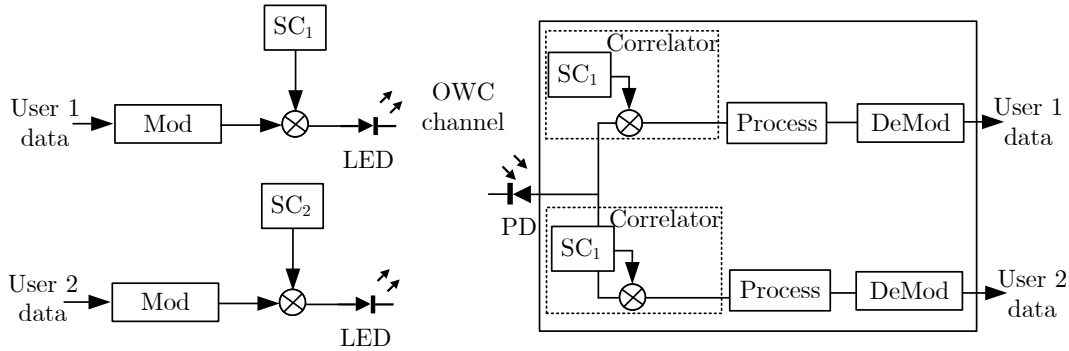 SC₁
User 1
data
Mod
LED
SC₂
User 2
data
Mod
LED
OWC
channel
PD
Correlator
SC₁
Process
DeMod
User 1
data
Correlator
SC₁
Process
DeMod
User 2
data